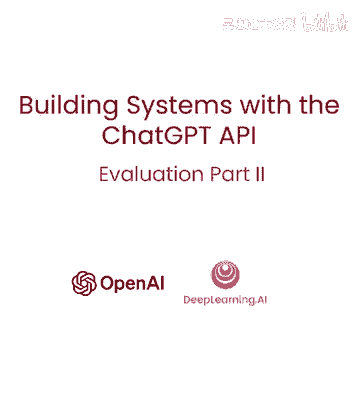 Building Systems with the
ChatGPT API
Evaluation Part II
OpenAI
DeepLearning.AI